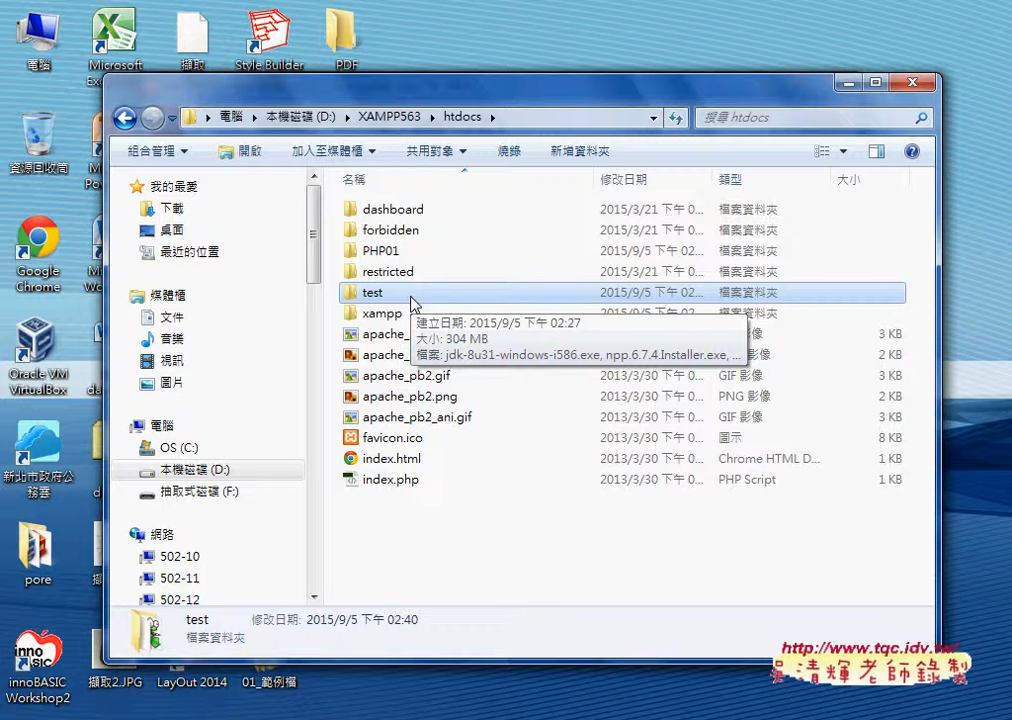 電腦
Microsoft
擷取
Style Builder
PDF
電腦 本機磁碟 (D:) XAMPP563 htdocs
搜尋 htdocs
組合管理 開啟 加入至媒體櫃 共用對象 燒錄 新增資料夾
名稱 修改日期 類型 大小
我的最愛
下載
桌面
最近的位置
媒體櫃
文件
音樂
視訊
圖片
電腦
OS (C:)
本機磁碟 (D:)
抽取式磁碟 (F:)
網路
502-10
502-11
502-12
dashboard 2015/3/21 下午 0... 檔案資料夾
forbidden 2015/3/21 下午 0... 檔案資料夾
PHP01 2015/9/5 下午 02... 檔案資料夾
restricted 2015/3/21 下午 0... 檔案資料夾
test 2015/9/5 下午 02... 檔案資料夾
xampp 檔案資料夾
建立日期: 2015/9/5 下午 02:27
大小: 304 MB
檔案: jdk-8u31-windows-i586.exe, npp.6.7.4.Installer.exe, ...
apache_ 影像 3 KB
apache_ 影像 2 KB
apache_pb2.gif 2013/3/30 下午 0... GIF 影像 3 KB
apache_pb2.png 2013/3/30 下午 0... PNG 影像 2 KB
apache_pb2_ani.gif 2013/3/30 下午 0... GIF 影像 3 KB
favicon.ico 2013/3/30 下午 0... 圖示 8 KB
index.html 2013/3/30 下午 0... Chrome HTML D... 1 KB
index.php 2013/3/30 下午 0... PHP Script 1 KB
test 修改日期: 2015/9/5 下午 02:40
檔案資料夾
資源回收筒
Google
Chrome
Oracle VM
VirtualBox
新北市政府公
務雲
pore
innoBASIC
Workshop2
擷取2.JPG
LayOut 2014
01_範例檔
http://www.tqc.idv.tw/
吳清輝老師錄製